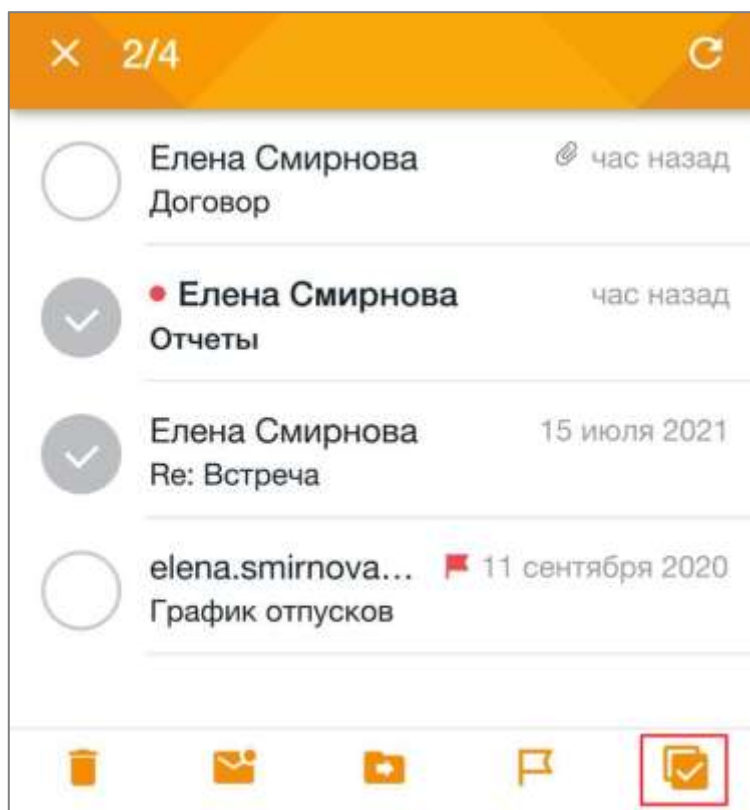 2/4
Елена Смирнова час назад
Договор
Елена Смирнова час назад
Отчеты
Елена Смирнова 15 июля 2021
Re: Встреча
elena.smirnova... 11 сентября 2020
График отпусков